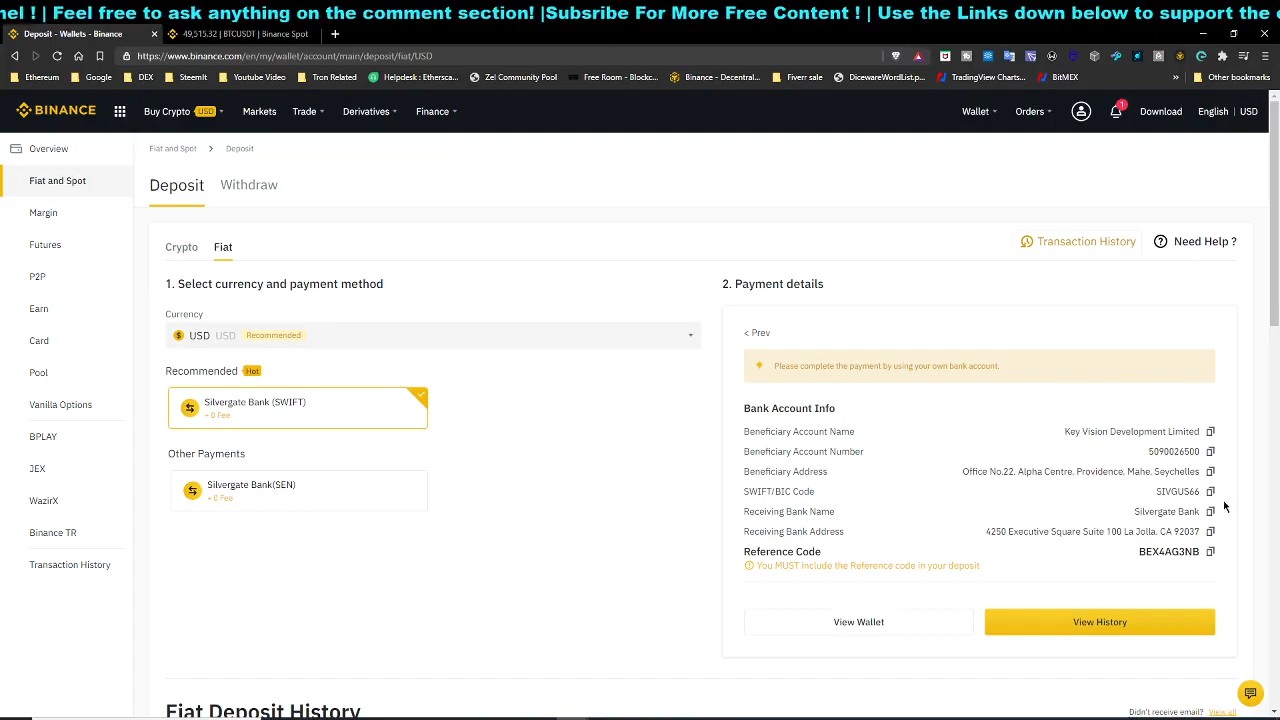 nel ! | Feel free to ask anything on the comment section! |Subsribe For More Free Content ! | Use the Links down below to support the c
Deposit - Wallets - Binance
49,515.32 | BTCUSDT | Binance Spot
https://www.binance.com/en/my/wallet/account/main/deposit/fiat/USD
Ethereum Google DEX Steemit Youtube Video Tron Related Helpdesk : Ethersca... Zel Community Pool Free Room - Blockc... Binance - Decentral... Fiver sale DicewareWordList.p... TradingView Charti... BitMEX » Other bookmarks
BINANCE Buy Crypto USD Markets Trade Derivatives Finance Wallet Orders 1 Download English | USD
Overview
Fiat and Spot
Margin
Futures
P2P
Earn
Card
Pool
Vanilla Options
BPLAY
JEX
WazirX
Binance TR
Transaction History
Fiat and Spot > Deposit
Deposit Withdraw
Crypto Fiat
Transaction History
Need Help ?
1. Select currency and payment method
Currency
USD USD Recommended
Recommended Hot
Silvergate Bank (SWIFT)
- 0 Fee
Other Payments
Silvergate Bank(SEN)
- 0 Fee
2. Payment details
< Prev
Please complete the payment by using your own bank account.
Bank Account Info
Beneficiary Account Name Key Vision Development Limited
Beneficiary Account Number 5090026500
Beneficiary Address Office No.22, Alpha Centre, Providence, Mahe, Seychelles
SWIFT/BIC Code SIVGUS66
Receiving Bank Name Silvergate Bank
Receiving Bank Address 4250 Executive Square Suite 100 La Jolla, CA 92037
Reference Code BEX4AG3NB
You MUST include the Reference code in your deposit
View Wallet
View History
Fiat Deposit History
Didn't receive email? View all